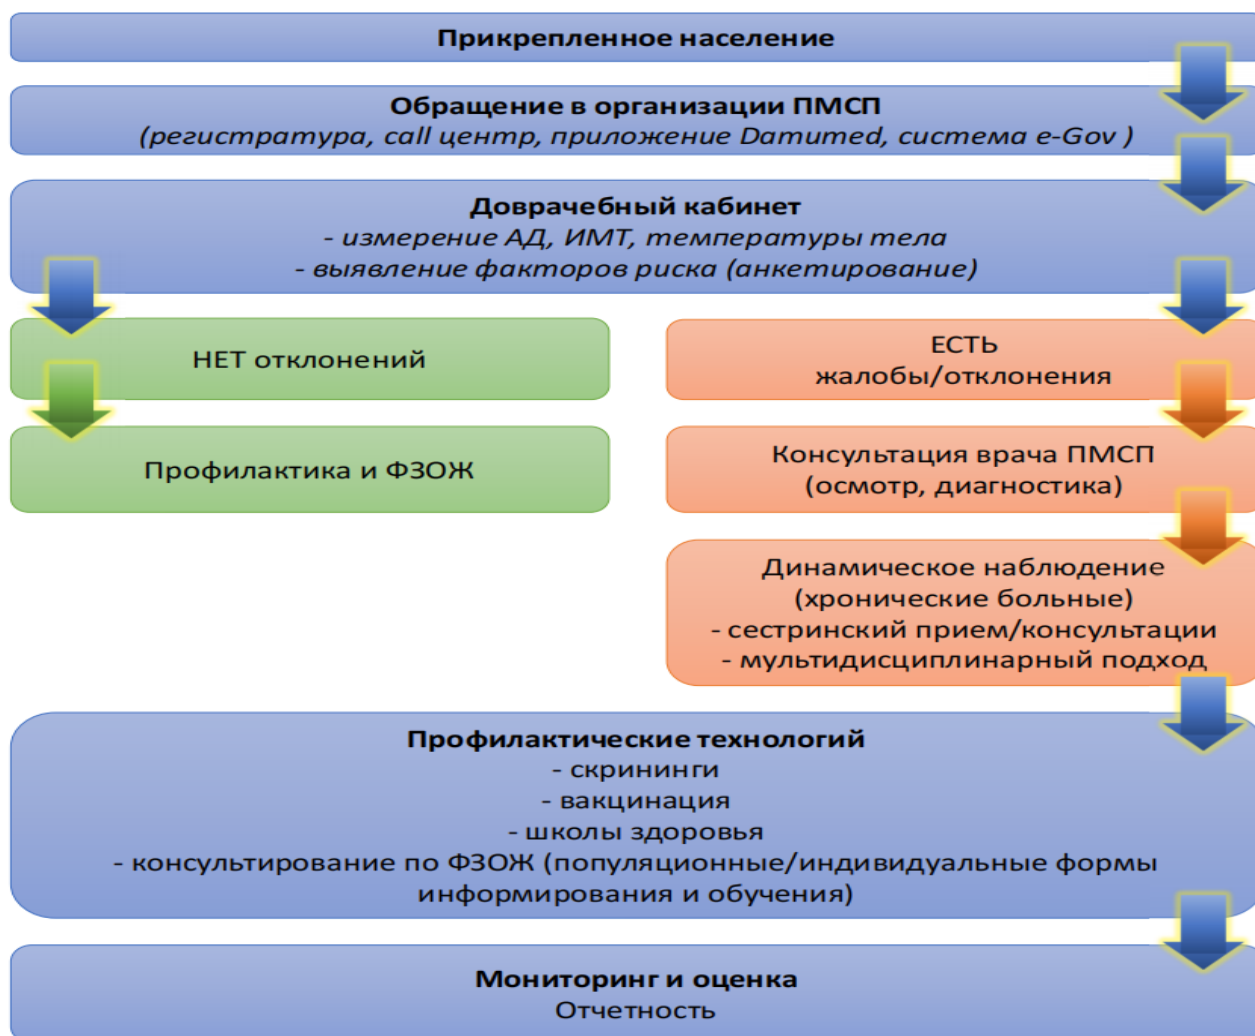 Прикрепленное население
Обращение в организации ПМСП
(регистратура, call центр, приложение Damumed, система e-Gov )
Доврачебный кабинет
- измерение АД, ИМТ, температуры тела
- выявление факторов риска (анкетирование)
НЕТ отклонений
ЕСТЬ
жалобы/отклонения
Профилактика и ФЗОЖ
Консультация врача ПМСП
(осмотр, диагностика)
Динамическое наблюдение
(хронические больные)
- сестринский прием/консультации
- мультидисциплинарный подход
Профилактические технологий
- скрининги
- вакцинация
- школы здоровья
- консультирование по ФЗОЖ (популяционные/индивидуальные формы
информирования и обучения)
Мониторинг и оценка
Отчетность